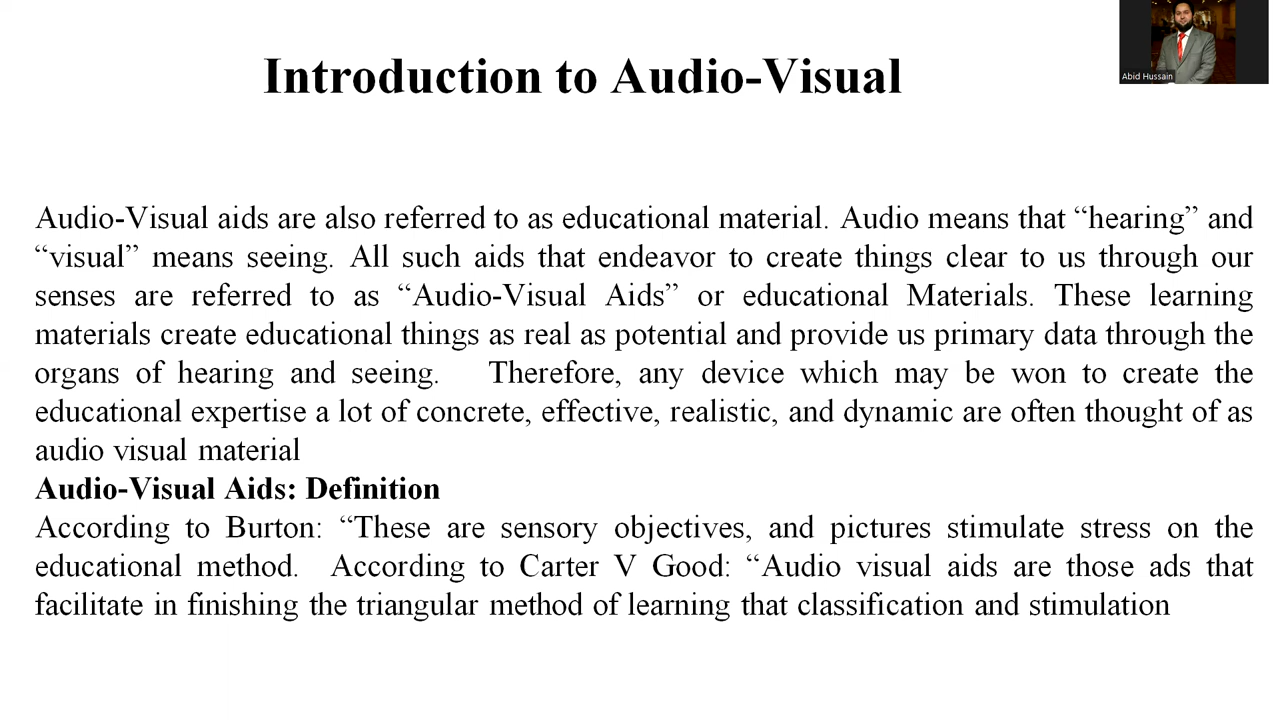 Introduction to Audio-Visual
Abid Hussain
Audio-Visual aids are also referred to as educational material. Audio means that “hearing” and
“visual” means seeing. All such aids that endeavor to create things clear to us through our
senses are referred to as “Audio-Visual Aids” or educational Materials. These learning
materials create educational things as real as potential and provide us primary data through the
organs of hearing and seeing. Therefore, any device which may be won to create the
educational expertise a lot of concrete, effective, realistic, and dynamic are often thought of as
audio visual material
Audio-Visual Aids: Definition
According to Burton: “These are sensory objectives, and pictures stimulate stress on the
educational method. According to Carter V Good: “Audio visual aids are those ads that
facilitate in finishing the triangular method of learning that classification and stimulation